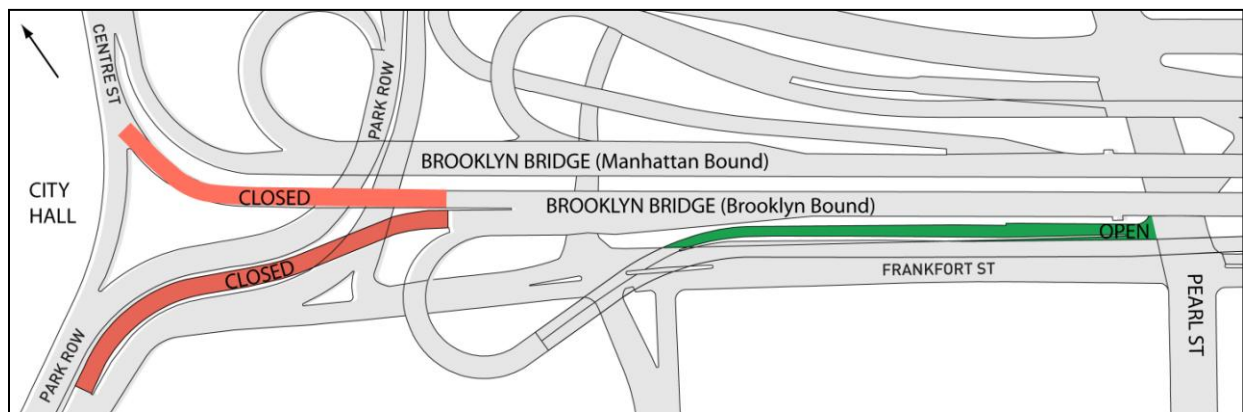 CENTRE ST
PARK ROW
BROOKLYN BRIDGE (Manhattan Bound)
CITY
HALL
CLOSED
BROOKLYN BRIDGE (Brooklyn Bound)
OPEN
CLOSED
FRANKFORT ST
PEARL ST
PARK ROW